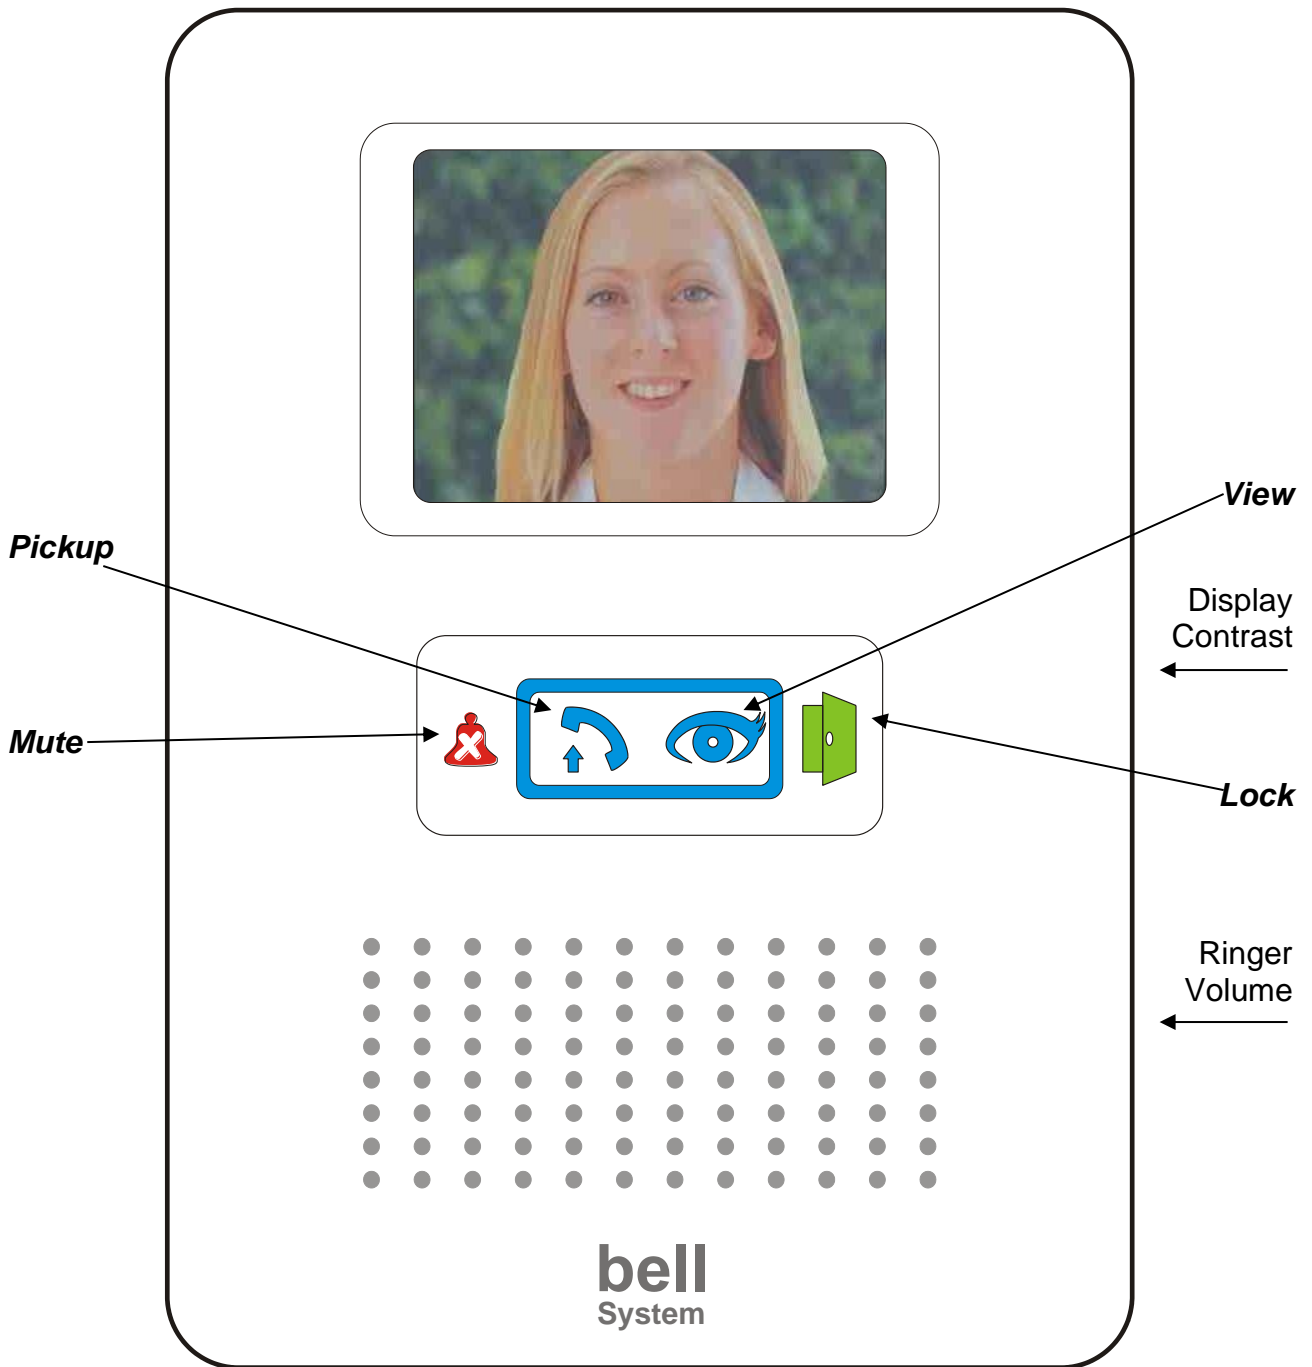 View
Pickup
Display
Contrast
Mute
Lock
Ringer
Volume
bell
System